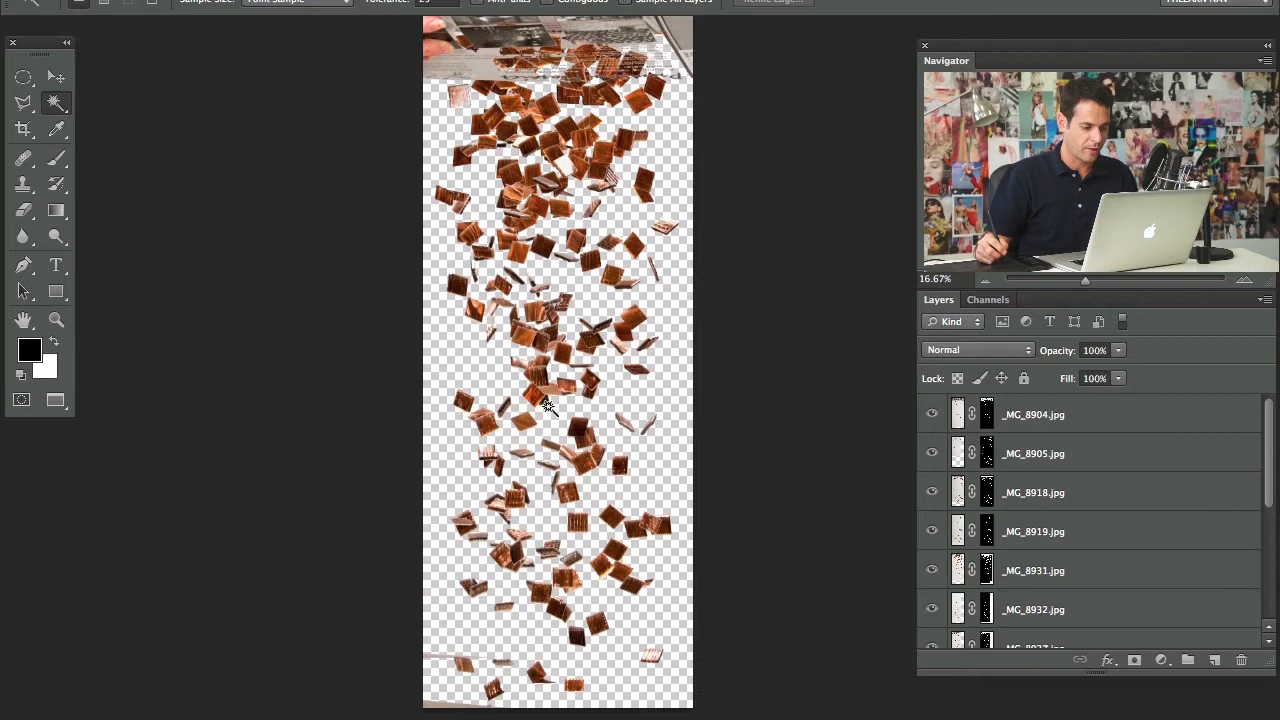 Sample Size: Point Sample Tolerance: 25 Anti-alias Contiguous Sample All Layers Refine Edge...
Navigator
16.67%
Layers Channels
Kind
Normal Opacity: 100%
Lock: Fill: 100%
_MG_8904.jpg
_MG_8905.jpg
_MG_8918.jpg
_MG_8919.jpg
_MG_8931.jpg
_MG_8932.jpg